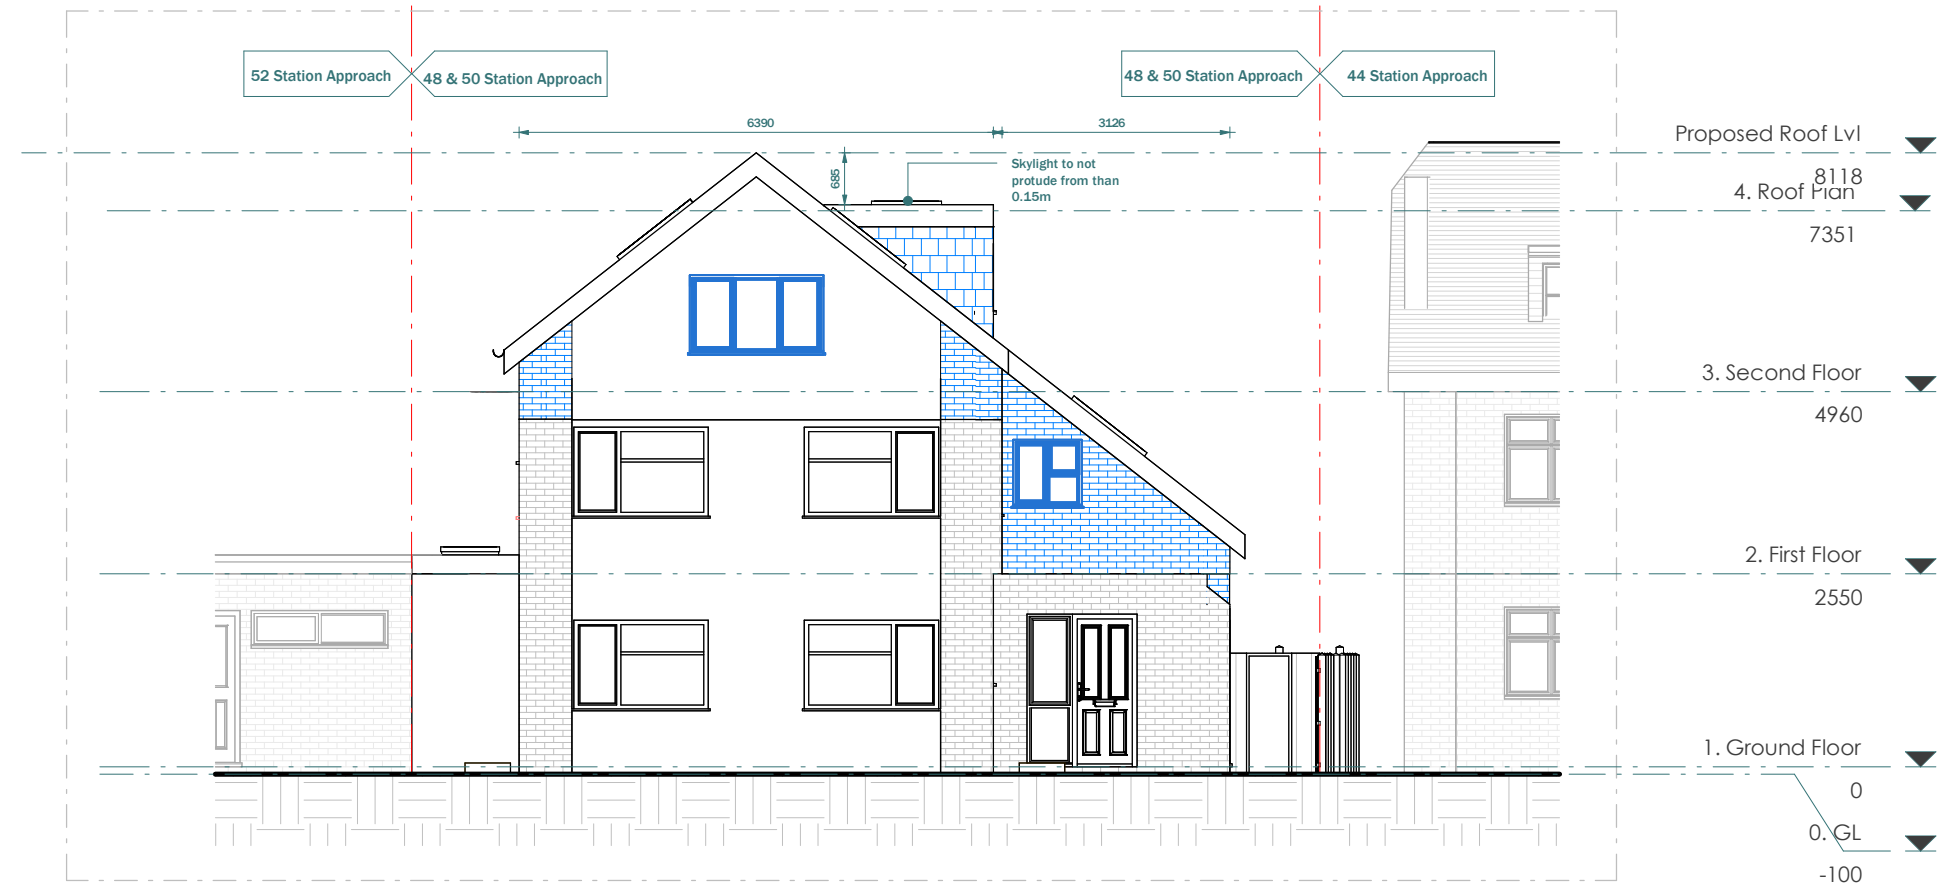 52 Station Approach
48 & 50 Station Approach
48 & 50 Station Approach
44 Station Approach
6390
3126
685
Skylight to not
protude from than
0.15m
Proposed Roof Lvl
8118
4. Roof Plan
7351
3. Second Floor
4960
2. First Floor
2550
1. Ground Floor
0
0. GL
-100